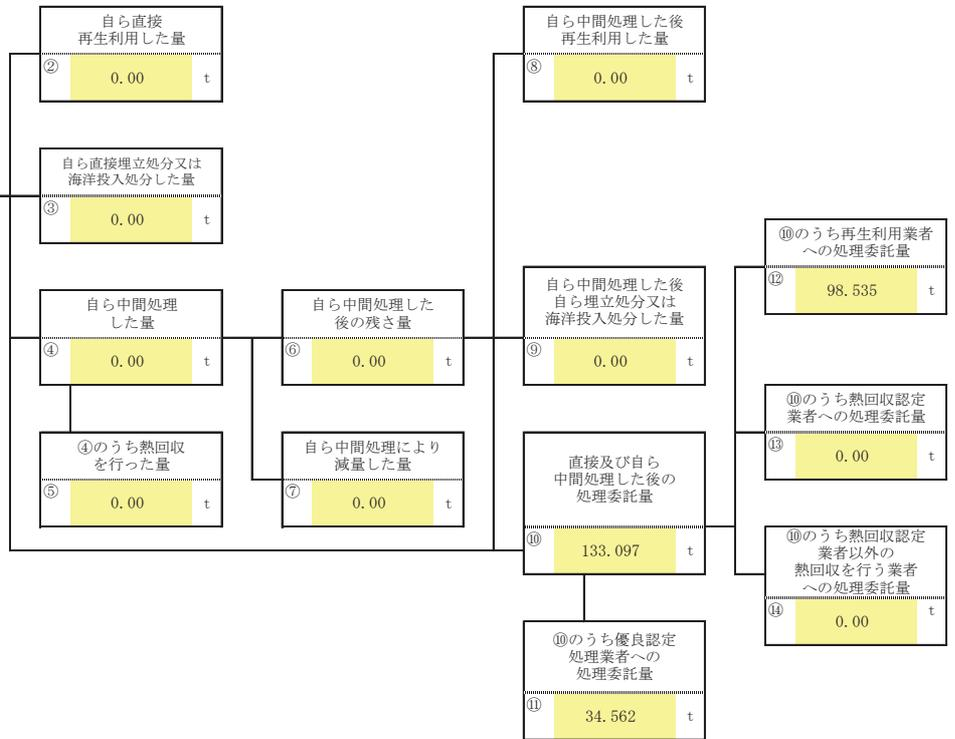 自ら直接
再生利用した量
② 0.00 t
自ら直接埋立処分又は
海洋投入処分した量
③ 0.00 t
自ら中間処理
した量
④ 0.00 t
④のうち熱回収
を行った量
⑤ 0.00 t
自ら中間処理した
後の残さ量
⑥ 0.00 t
自ら中間処理により
減量した量
⑦ 0.00 t
自ら中間処理した後
再生利用した量
⑧ 0.00 t
自ら中間処理した後
自ら埋立処分又は
海洋投入処分した量
⑨ 0.00 t
直接及び自ら
中間処理した後の
処理委託量
⑩ 133.097 t
⑩のうち優良認定
処理業者への
処理委託量
⑪ 34.562 t
⑩のうち再生利用業者
への処理委託量
⑫ 98.535 t
⑩のうち熱回収認定
業者への処理委託量
⑬ 0.00 t
⑩のうち熱回収認定
業者以外の
熱回収を行う業者
への処理委託量
⑭ 0.00 t